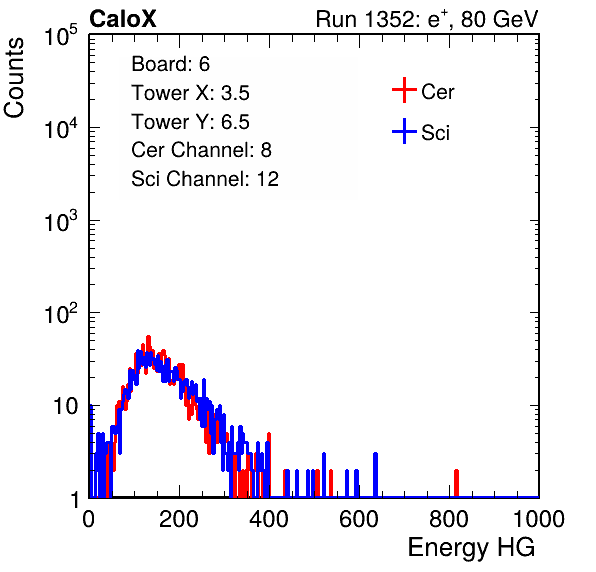 CaloX Run 1352: e⁺, 80 GeV
Counts
10⁵
10⁴
10³
10²
10
1
Board: 6
Tower X: 3.5
Tower Y: 6.5
Cer Channel: 8
Sci Channel: 12
Cer
Sci
0 200 400 600 800 1000
Energy HG